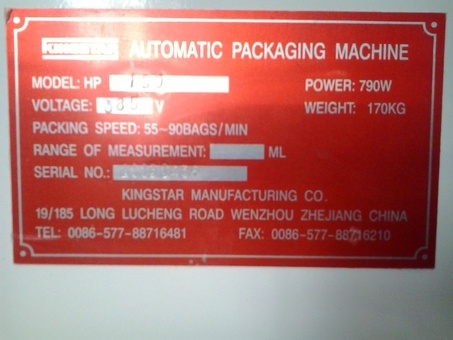 KINGSTAR AUTOMATIC PACKAGING MACHINE
MODEL: HP
POWER: 790W
VOLTAGE: 380 V
WEIGHT: 170KG
PACKING SPEED: 55~90BAGS/MIN
RANGE OF MEASUREMENT: ML
SERIAL NO.:
KINGSTAR MANUFACTURING CO.
19/185 LONG LUCHENG ROAD WENZHOU ZHEJIANG CHINA
TEL: 0086-577-88716481 FAX: 0086-577-88716210